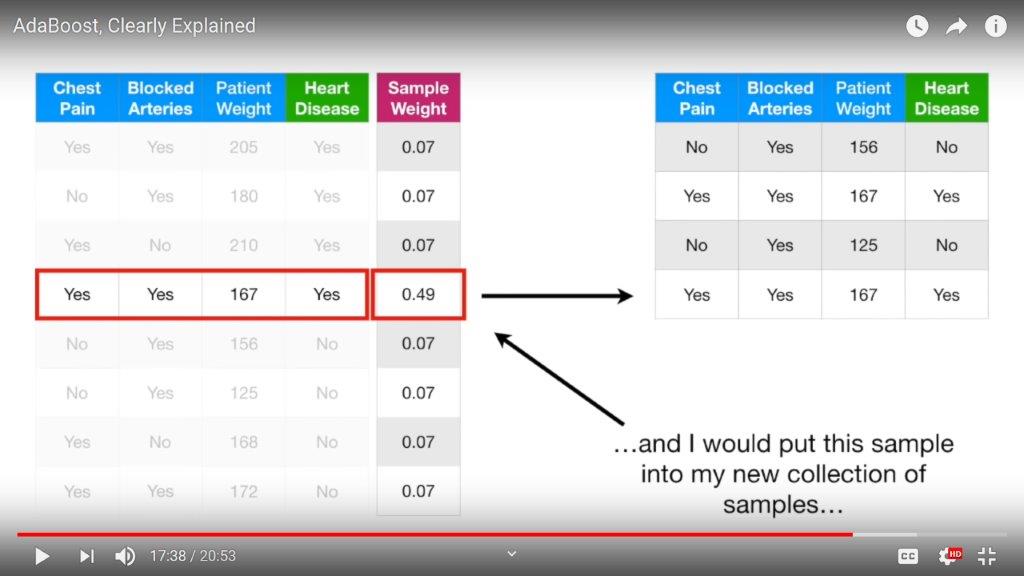 AdaBoost, Clearly Explained
Chest Pain Blocked Arteries Patient Weight Heart Disease Sample Weight
Yes Yes 205 Yes 0.07
No Yes 180 Yes 0.07
Yes No 210 Yes 0.07
Yes Yes 167 Yes 0.49
No Yes 156 No 0.07
No Yes 125 No 0.07
Yes No 168 No 0.07
Yes Yes 172 No 0.07
Chest Pain Blocked Arteries Patient Weight Heart Disease
No Yes 156 No
Yes Yes 167 Yes
No Yes 125 No
Yes Yes 167 Yes
…and I would put this sample
into my new collection of
samples…
17:38 / 20:53
CC
HD